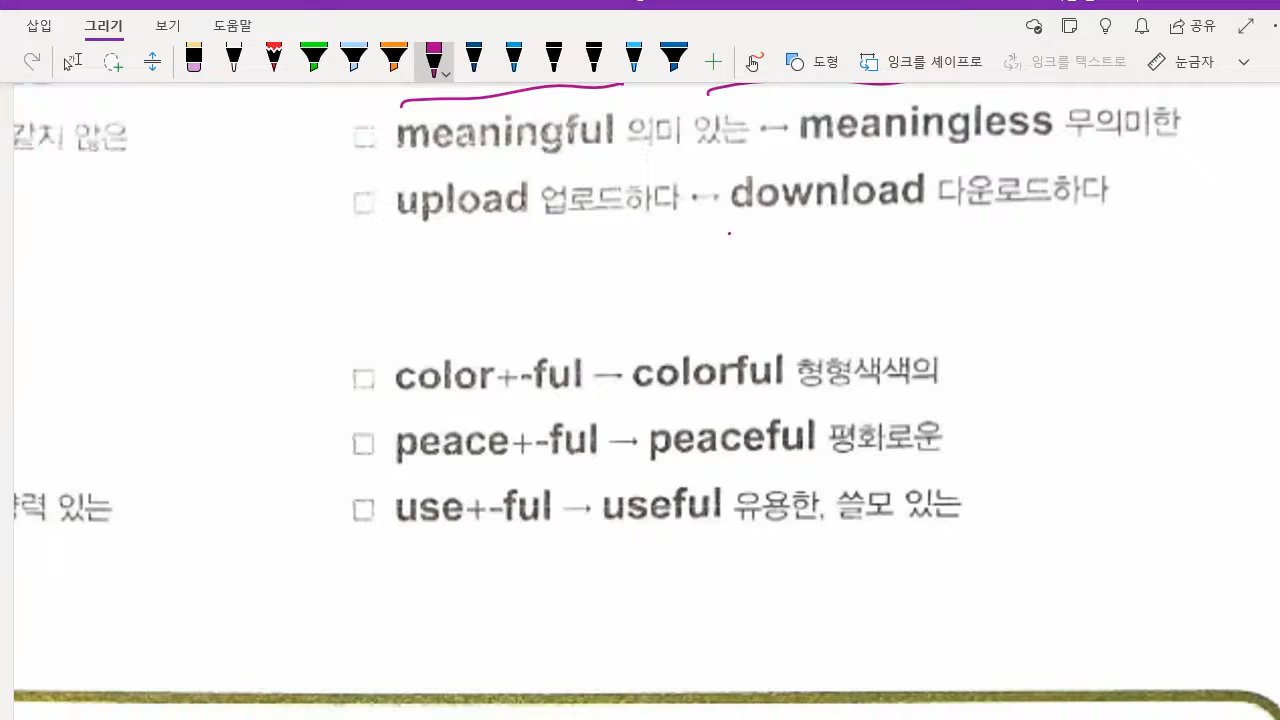 삽입 그리기 보기 도움말 공유
도형 잉크를 셰이프로 잉크를 텍스트로 눈금자
같지 않은
□ meaningful 의미 있는 ↔ meaningless 무의미한
□ upload 업로드하다 ↔ download 다운로드하다
□ color+-ful → colorful 형형색색의
□ peace+-ful → peaceful 평화로운
있는
□ use+-ful → useful 유용한, 쓸모 있는